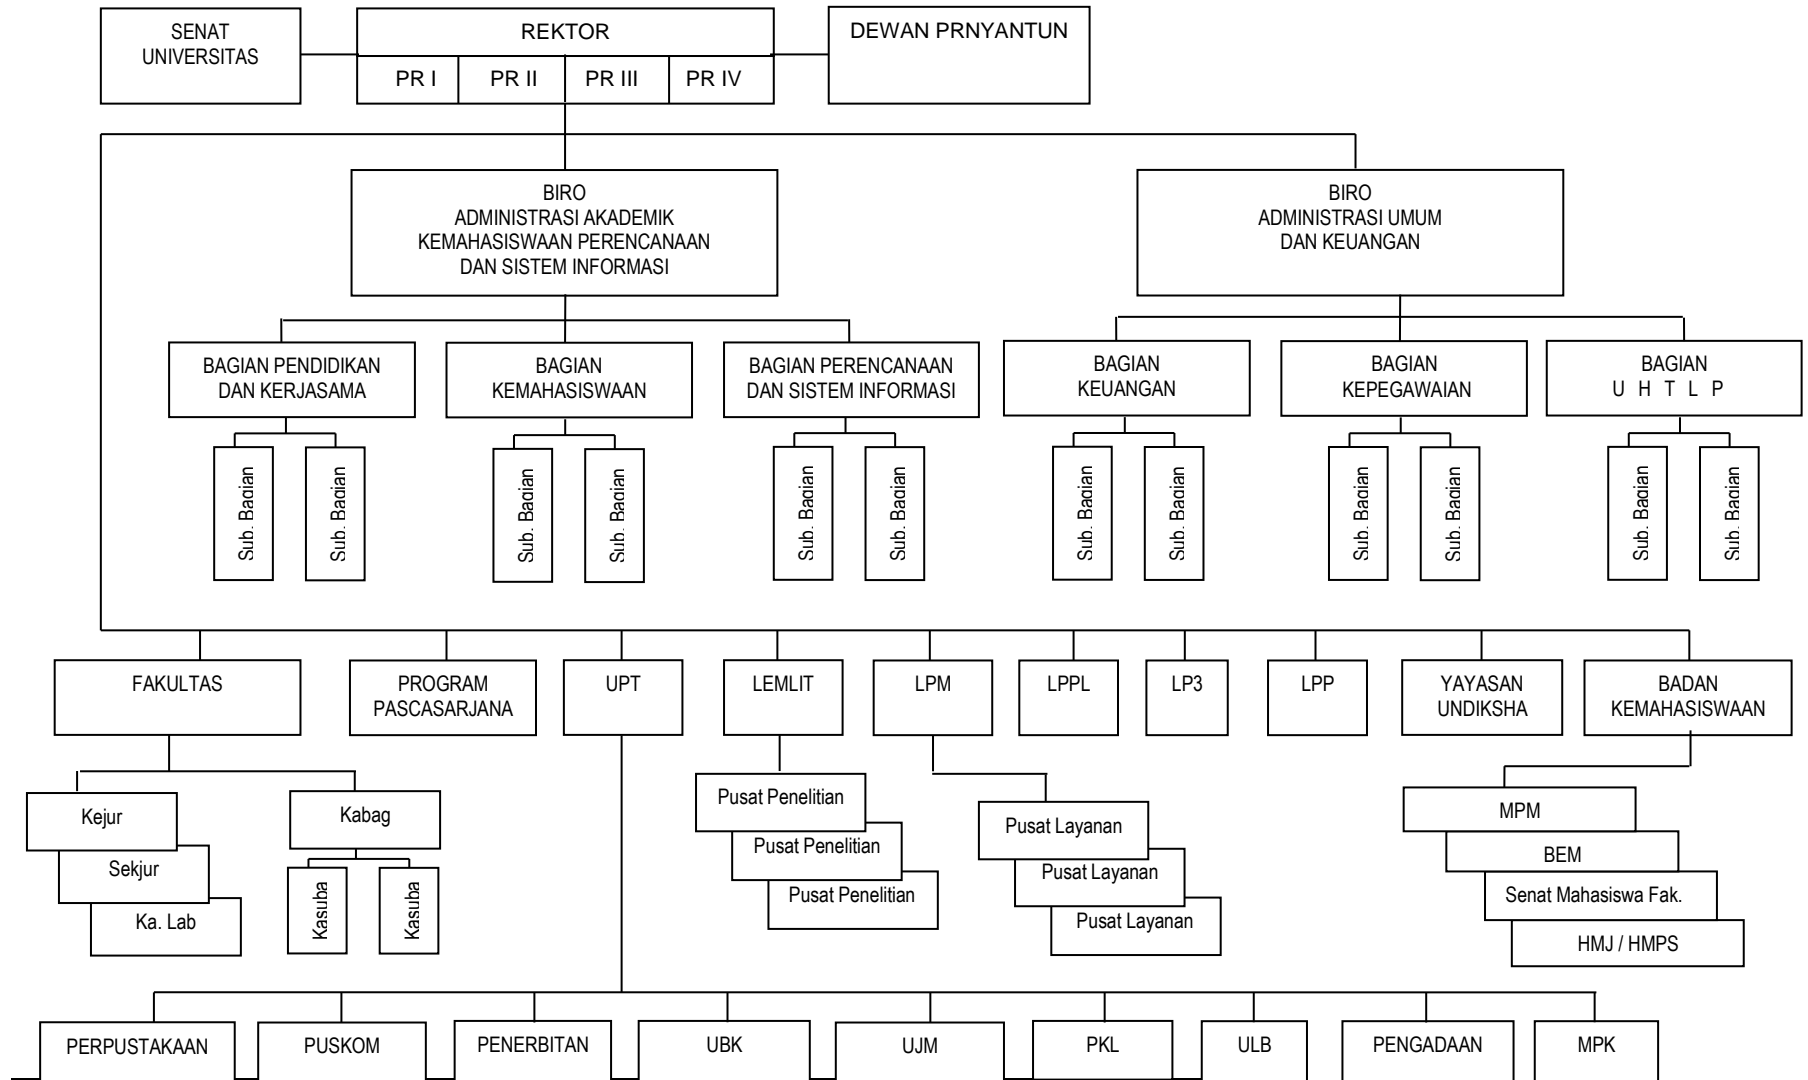 SENAT
UNIVERSITAS
REKTOR
PR I
PR II
PR III
PR IV
DEWAN PRNYANTUN
BIRO
ADMINISTRASI AKADEMIK
KEMAHASISWAAN PERENCANAAN
DAN SISTEM INFORMASI
BIRO
ADMINISTRASI UMUM
DAN KEUANGAN
BAGIAN PENDIDIKAN
DAN KERJASAMA
BAGIAN
KEMAHASISWAAN
BAGIAN PERENCANAAN
DAN SISTEM INFORMASI
BAGIAN
KEUANGAN
BAGIAN
KEPEGAWAIAN
BAGIAN
U H T L P
Sub. Bagian
Sub. Bagian
Sub. Bagian
Sub. Bagian
Sub. Bagian
Sub. Bagian
Sub. Bagian
Sub. Bagian
Sub. Bagian
Sub. Bagian
Sub. Bagian
Sub. Bagian
FAKULTAS
PROGRAM
PASCASARJANA
UPT
LEMLIT
LPM
LPPL
LP3
LPP
YAYASAN
UNDIKSHA
BADAN
KEMAHASISWAAN
Kejur
Sekjur
Ka. Lab
Kabag
Kasuba
Kasuba
Pusat Penelitian
Pusat Penelitian
Pusat Penelitian
Pusat Layanan
Pusat Layanan
Pusat Layanan
MPM
BEM
Senat Mahasiswa Fak.
HMJ / HMPS
PERPUSTAKAAN
PUSKOM
PENERBITAN
UBK
UJM
PKL
ULB
PENGADAAN
MPK